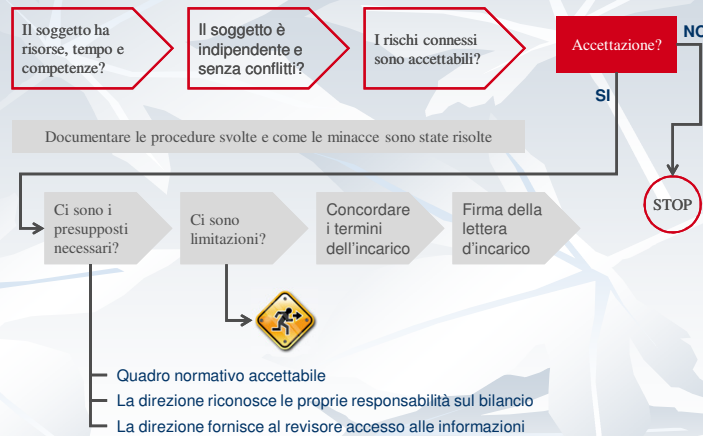 Il soggetto ha
risorse, tempo e
competenze?
Il soggetto è
indipendente e
senza conflitti?
I rischi connessi
sono accettabili?
Accettazione?
NO
SI
Documentare le procedure svolte e come le minacce sono state risolte
STOP
Ci sono i
presupposti
necessari?
Ci sono
limitazioni?
Concordare
i termini
dell'incarico
Firma della
lettera
d'incarico
Quadro normativo accettabile
La direzione riconosce le proprie responsabilità sul bilancio
La direzione fornisce al revisore accesso alle informazioni